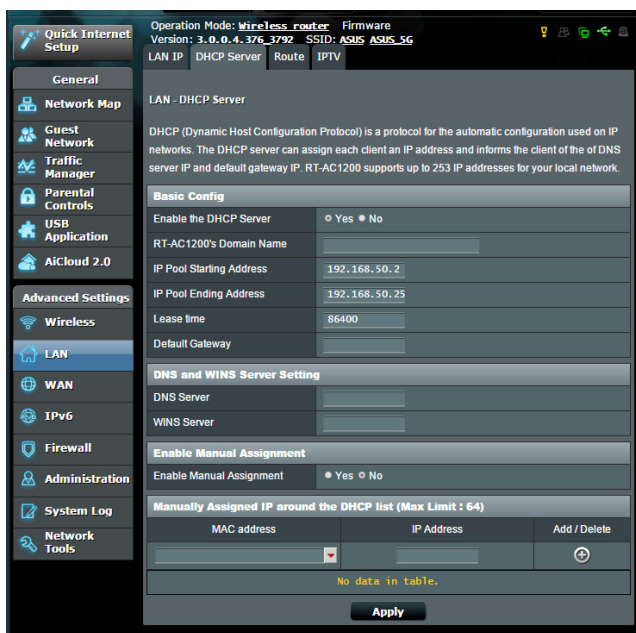 Quick Internet Setup
Operation Mode: Wireless router Firmware
Version: 3.0.0.4.376_3792 SSID: ASUS ASUS_5G
General
Network Map
Guest Network
Traffic Manager
Parental Controls
USB Application
AiCloud 2.0
Advanced Settings
Wireless
LAN
WAN
IPv6
Firewall
Administration
System Log
Network Tools
LAN IP DHCP Server Route IPTV
LAN - DHCP Server
DHCP (Dynamic Host Configuration Protocol) is a protocol for the automatic configuration used on IP
networks. The DHCP server can assign each client an IP address and informs the client of the of DNS
server IP and default gateway IP. RT-AC1200 supports up to 253 IP addresses for your local network.
Basic Config
Enable the DHCP Server Yes No
RT-AC1200's Domain Name
IP Pool Starting Address 192.168.50.2
IP Pool Ending Address 192.168.50.25
Lease time 86400
Default Gateway
DNS and WINS Server Setting
DNS Server
WINS Server
Enable Manual Assignment
Enable Manual Assignment Yes No
Manually Assigned IP around the DHCP list (Max Limit : 64)
MAC address IP Address Add / Delete
No data in table.
Apply